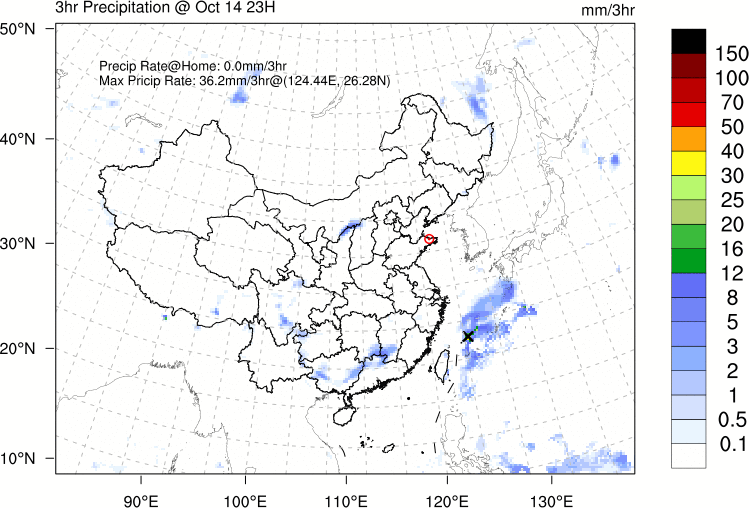 3hr Precipitation @ Oct 14 23H
mm/3hr
Precip Rate@Home: 0.0mm/3hr
Max Pricip Rate: 36.2mm/3hr@(124.44E, 26.28N)
50°N
40°N
30°N
20°N
10°N
90°E
100°E
110°E
120°E
130°E
150
100
70
50
40
30
25
20
16
12
8
5
3
2
1
0.5
0.1